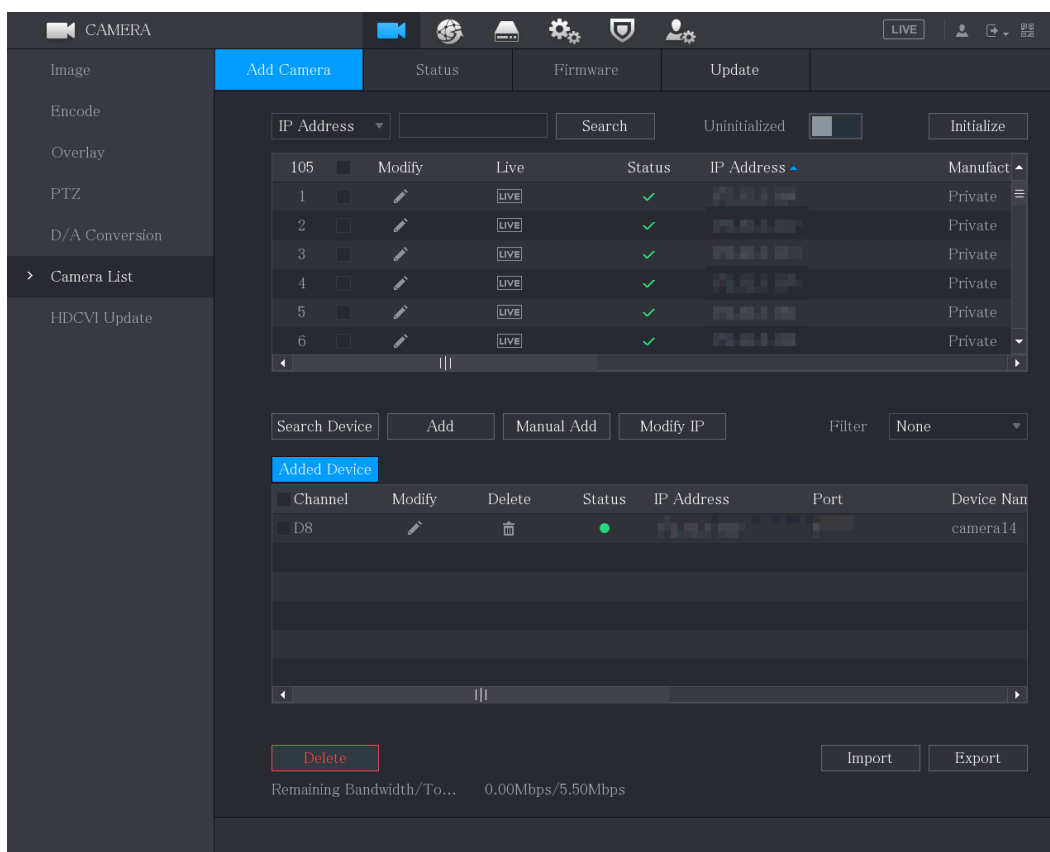 CAMERA LIVE
Image Add Camera Status Firmware Update
Encode
IP Address Search Uninitialized Initialize
Overlay
105 Modify Live Status IP Address Manufact
PTZ
1 LIVE Private
2 LIVE Private
D/A Conversion
3 LIVE Private
Camera List
4 LIVE Private
HDCVI Update
5 LIVE Private
6 LIVE Private
Search Device Add Manual Add Modify IP Filter None
Added Device
Channel Modify Delete Status IP Address Port Device Nam
D8 camera14
Delete Import Export
Remaining Bandwidth/To... 0.00Mbps/5.50Mbps